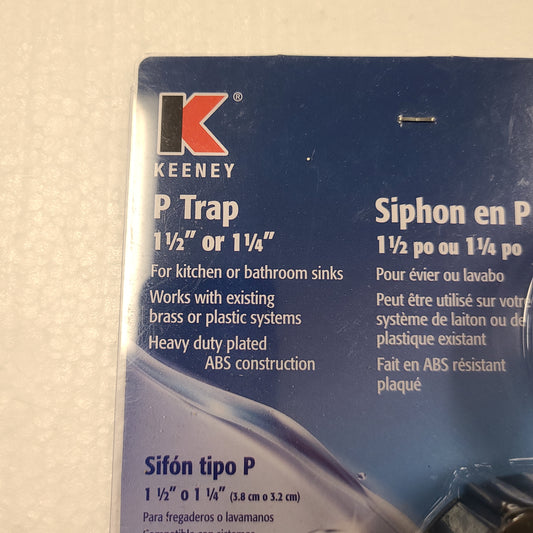 K®
KEENEY
P Trap
1½” or 1¼”
For kitchen or bathroom sinks
Works with existing
brass or plastic systems
Heavy duty plated
ABS construction
Siphon en P
1½ po ou 1¼ po
Pour évier ou lavabo
Peut être utilisé sur votre
système de laiton ou de
plastique existant
Fait en ABS résistant
plaqué
Sifón tipo P
1 ½” o 1 ¼” (3.8 cm o 3.2 cm)
Para fregaderos o lavamanos